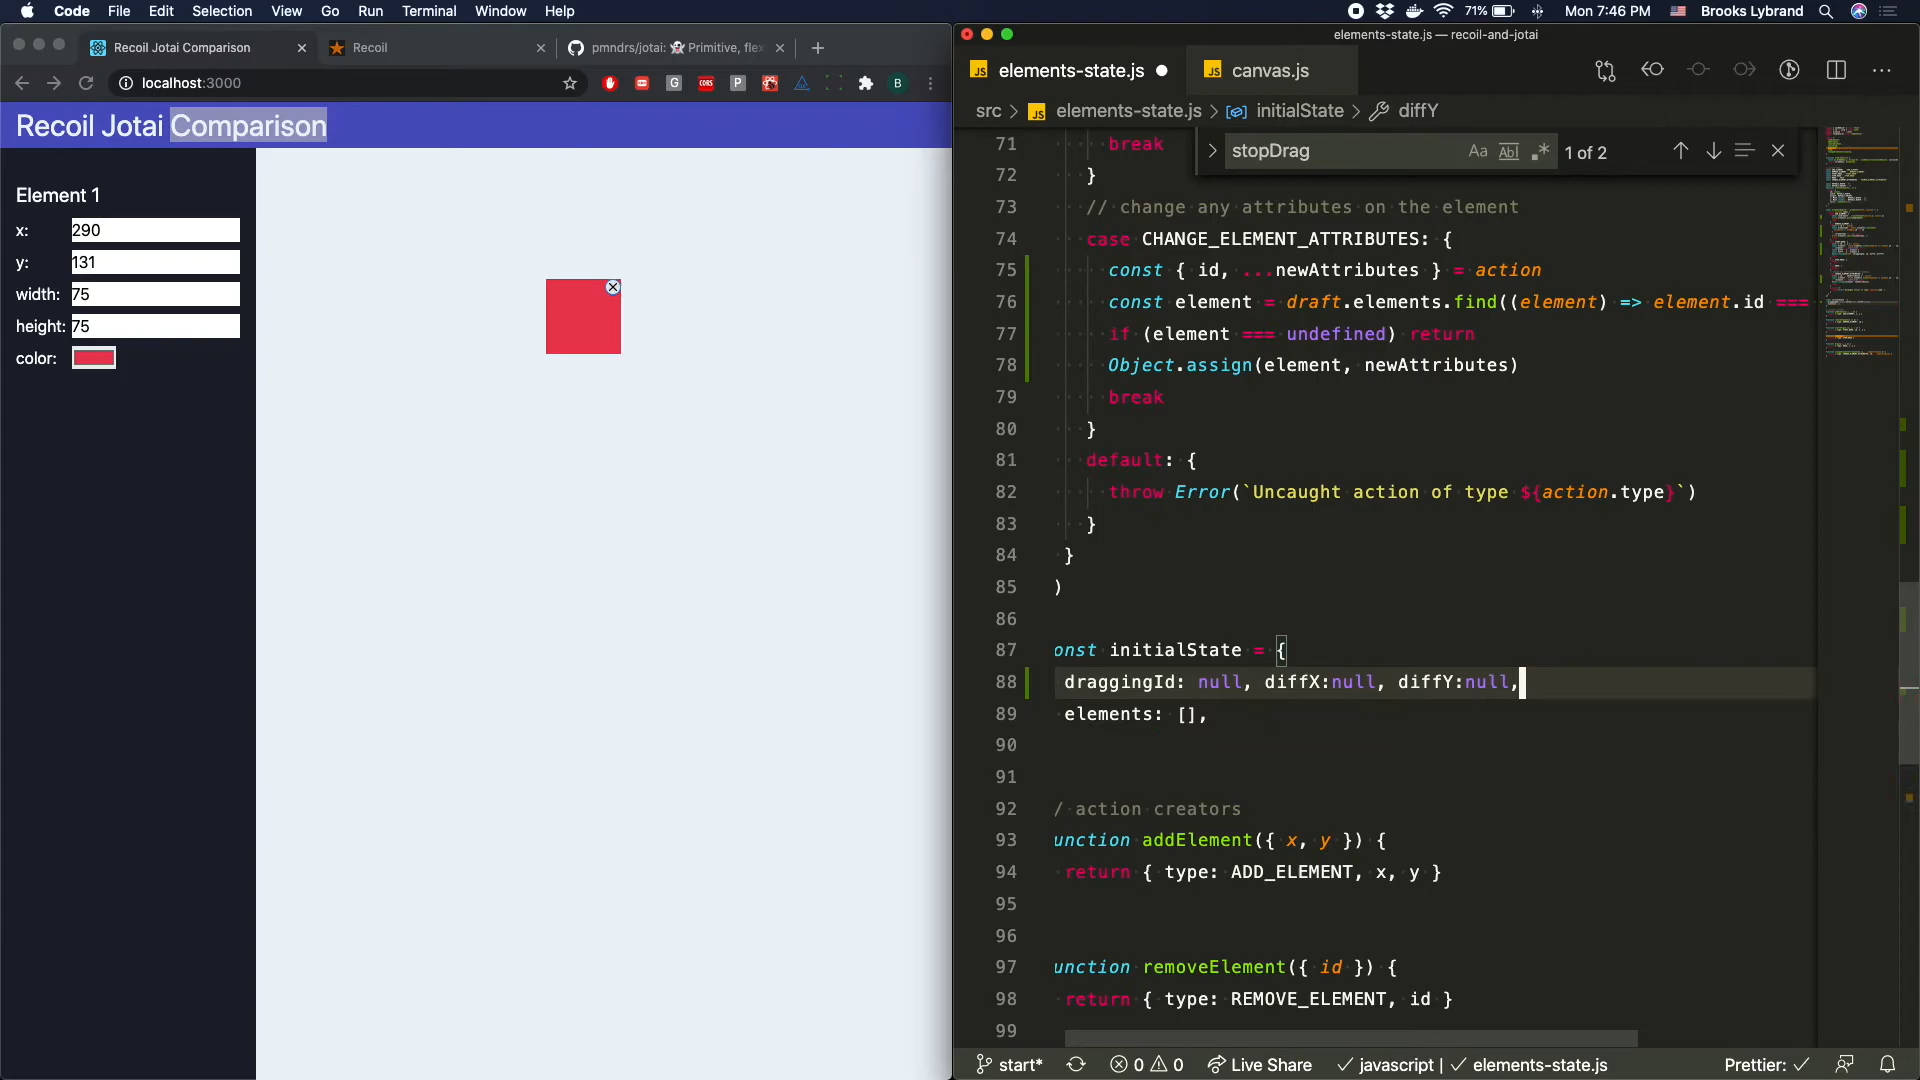 Code File Edit Selection View Go Run Terminal Window Help
71% Mon 7:46 PM Brooks Lybrand
Recoil Jotai Comparison
Recoil
pmndrs/jotai: 👻 Primitive, flex
localhost:3000
Recoil Jotai Comparison
Element 1
x: 290
y: 131
width: 75
height: 75
color:
elements-state.js — recoil-and-jotai
JS elements-state.js
JS canvas.js
src > JS elements-state.js > initialState > diffY
stopDrag Aa Abl .* 1 of 2
71 break
72 }
73 // change any attributes on the element
74 case CHANGE_ELEMENT_ATTRIBUTES: {
75 const { id, ...newAttributes } = action
76 const element = draft.elements.find((element) => element.id ===
77 if (element === undefined) return
78 Object.assign(element, newAttributes)
79 break
80 }
81 default: {
82 throw Error(`Uncaught action of type ${action.type}`)
83 }
84 }
85 )
86
87 onst initialState = {
88 draggingId: null, diffX:null, diffY:null,
89 elements: [],
90
91
92 / action creators
93 unction addElement({ x, y }) {
94 return { type: ADD_ELEMENT, x, y }
95
96
97 unction removeElement({ id }) {
98 return { type: REMOVE_ELEMENT, id }
99
start* 0 0 Live Share ✓ javascript | ✓ elements-state.js Prettier: ✓